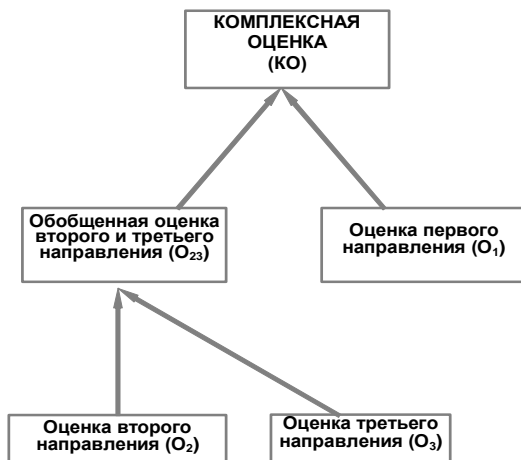 КОМПЛЕКСНАЯ
ОЦЕНКА
(КО)
Обобщенная оценка
второго и третьего
направления (О₂₃)
Оценка первого
направления (О₁)
Оценка второго
направления (О₂)
Оценка третьего
направления (О₃)